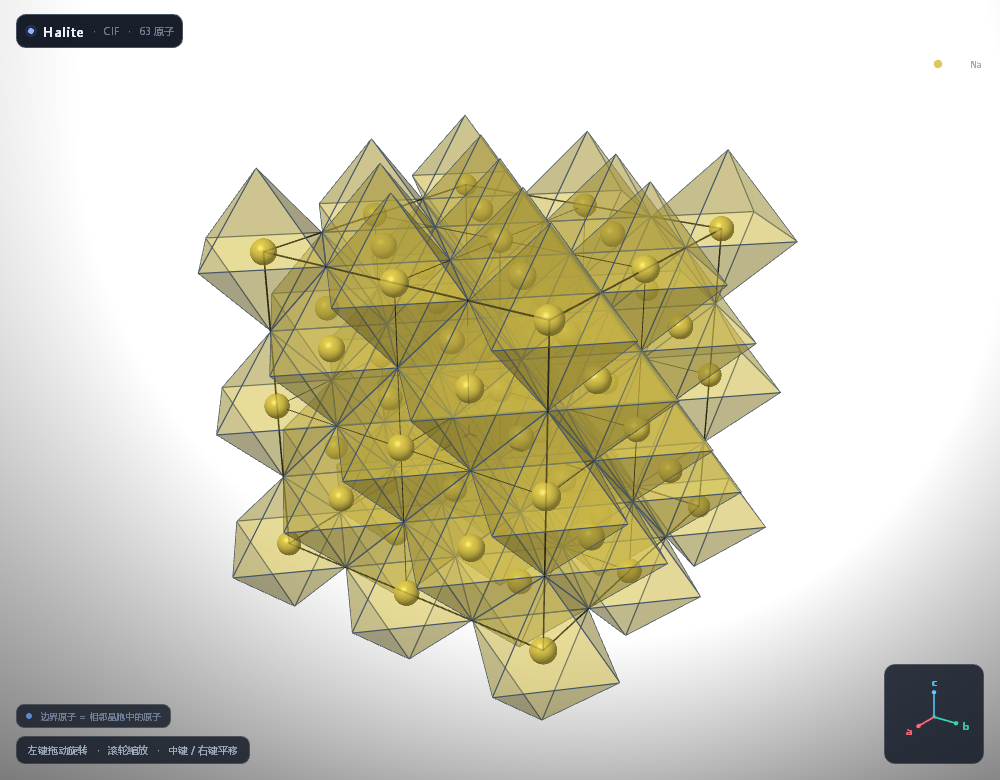 Halite · CIF · 63 原子
Na
边界原子 = 相邻晶胞中的原子
左键拖动旋转 · 滚轮缩放 · 中键 / 右键平移
c
a
b